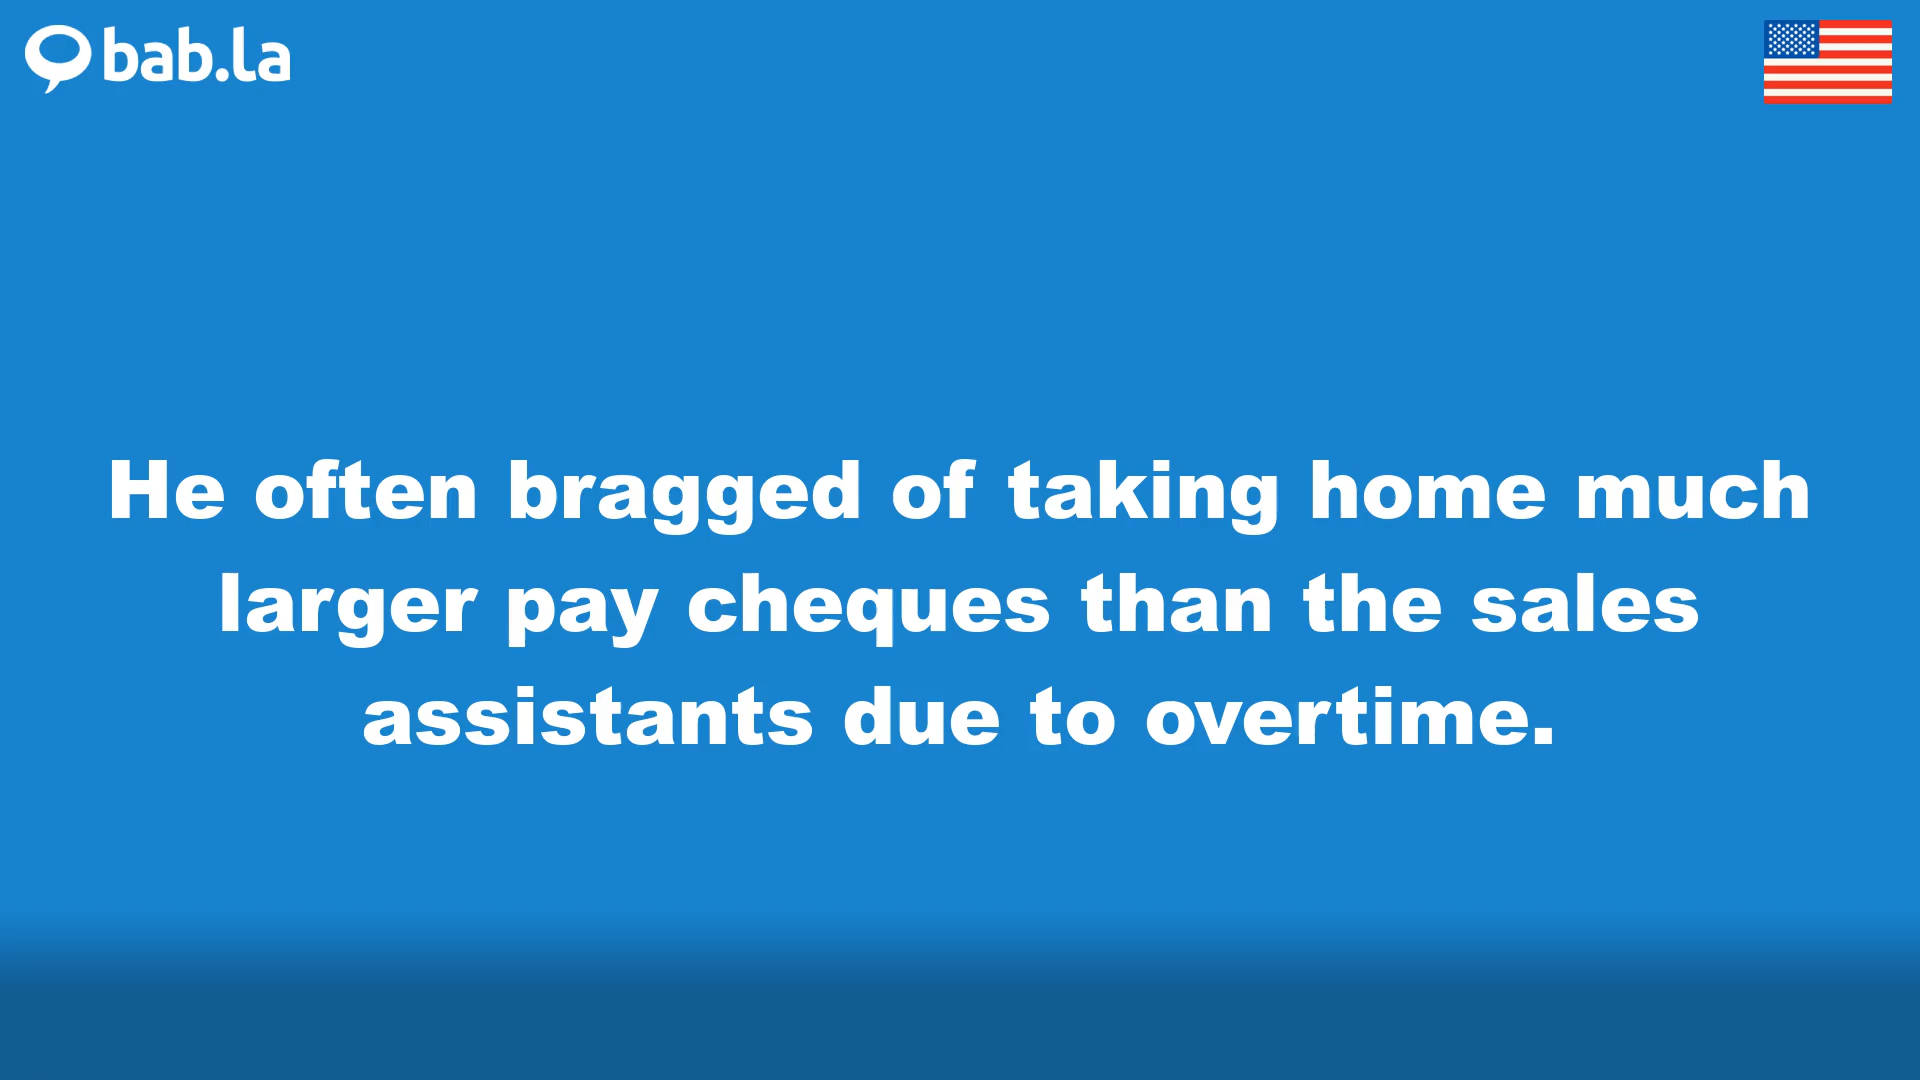 bab.la
He often bragged of taking home much
larger pay cheques than the sales
assistants due to overtime.